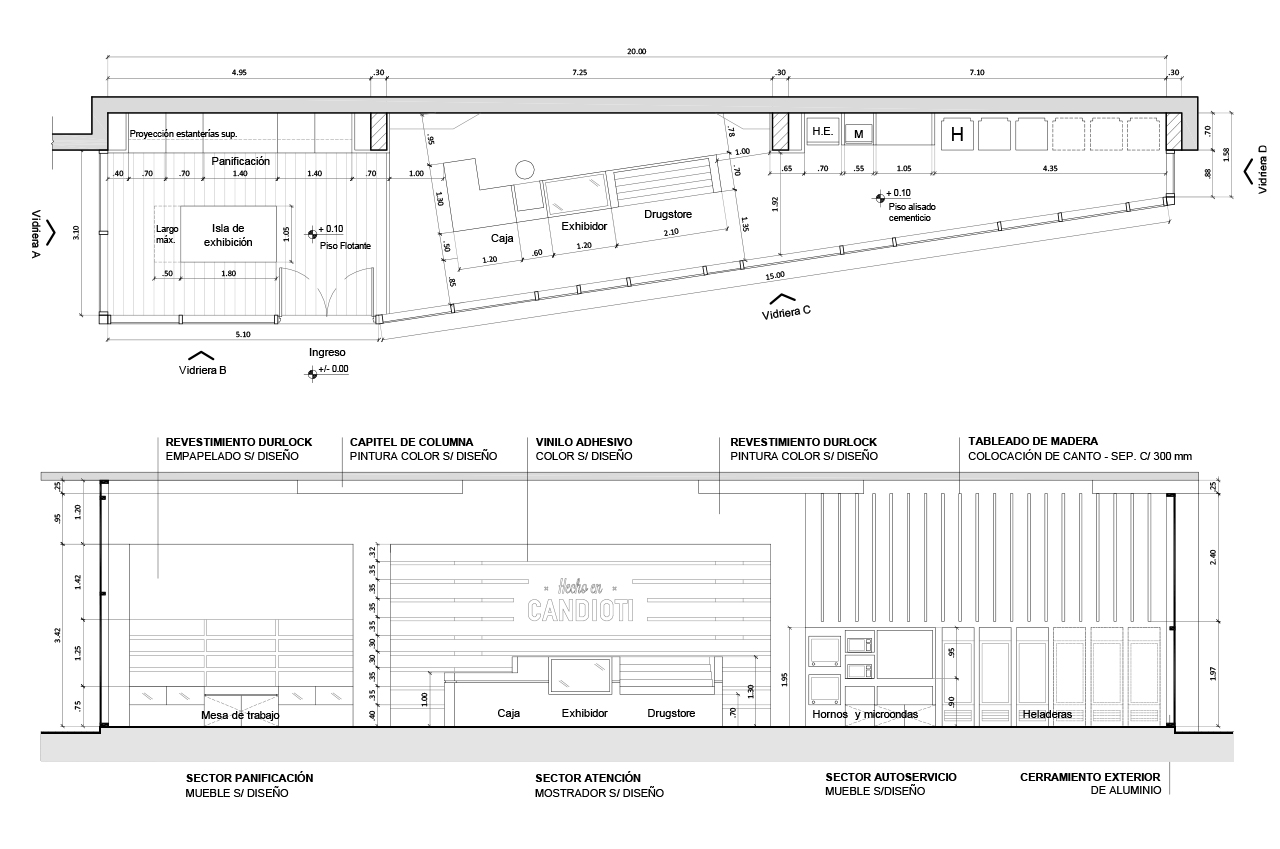 20.00
4.95 .30 7.25 .30 7.10 .30
Proyección estanterías sup.
Panificación
.40 .70 .70 1.40 1.40 .70 1.00
.95
.78
1.00
.70
H.E.
M
H
.65 .70 .55 1.05 4.35
.70
.88
1.58
Vidriera D
Vidriera A
3.10
Largo
máx.
Isla de
exhibición
1.05
+ 0.10
Piso Flotante
.50 1.80
1.30
.50
.85
Caja
Exhibidor
Drugstore
1.20 .60 1.20 2.10
1.35
1.92
+ 0.10
Piso alisado
cementicio
15.00
Vidriera C
5.10
Vidriera B
Ingreso
+/- 0.00
REVESTIMIENTO DURLOCK
EMPAPELADO S/ DISEÑO
CAPITEL DE COLUMNA
PINTURA COLOR S/ DISEÑO
VINILO ADHESIVO
COLOR S/ DISEÑO
REVESTIMIENTO DURLOCK
PINTURA COLOR S/ DISEÑO
TABLEADO DE MADERA
COLOCACIÓN DE CANTO - SEP. C/ 300 mm
.25
.95
3.42
1.20
1.42
1.25
.75
.32
.35
.35
.35
.35
.30
.30
.35
.35
.40
Hecho en
CANDIOTI
1.00
.70
1.30
1.95
.95
.90
.25
2.40
1.97
Mesa de trabajo
Caja
Exhibidor
Drugstore
Hornos y microondas
Heladeras
SECTOR PANIFICACIÓN
MUEBLE S/ DISEÑO
SECTOR ATENCIÓN
MOSTRADOR S/ DISEÑO
SECTOR AUTOSERVICIO
MUEBLE S/DISEÑO
CERRAMIENTO EXTERIOR
DE ALUMINIO